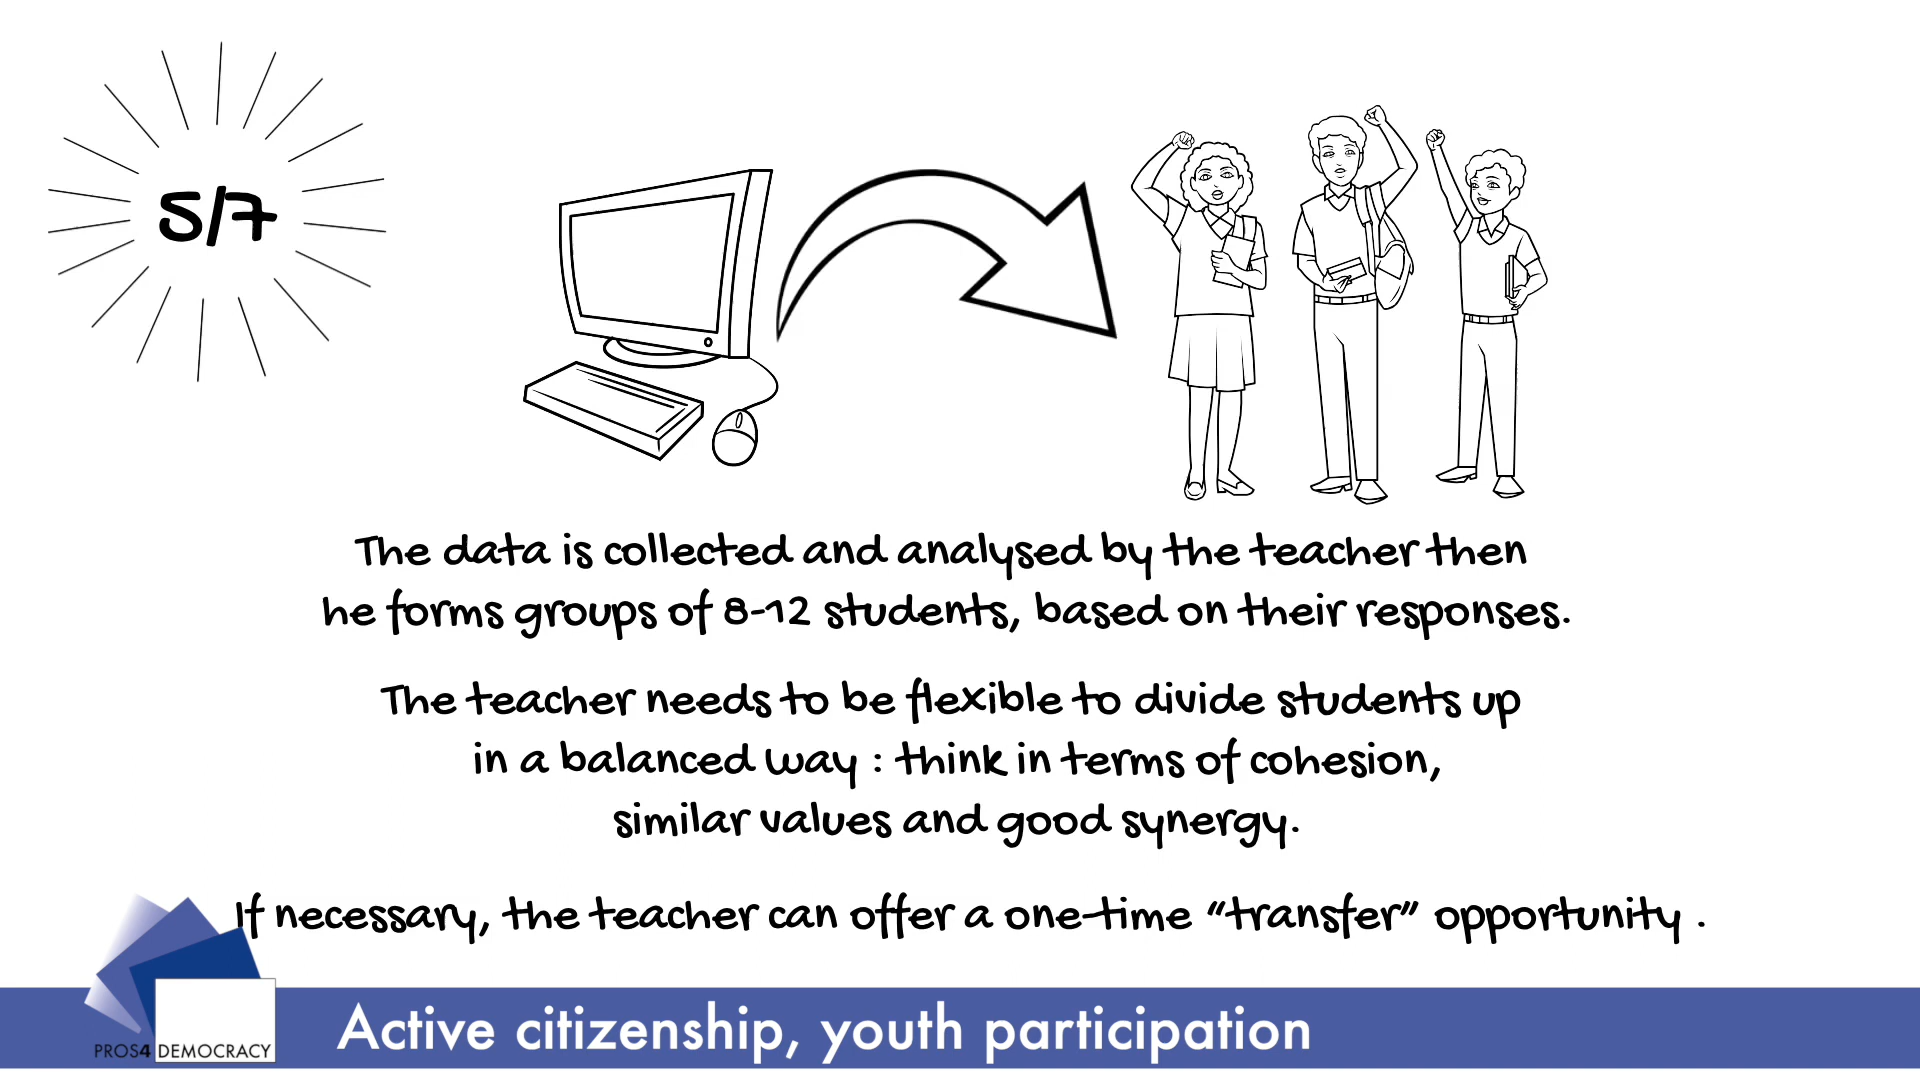 5/7
The data is collected and analysed by the teacher then
he forms groups of 8-12 students, based on their responses.
The teacher needs to be flexible to divide students up
in a balanced way : think in terms of cohesion,
similar values and good synergy.
If necessary, the teacher can offer a one-time “transfer” opportunity .
PROS4 DEMOCRACY
Active citizenship, youth participation